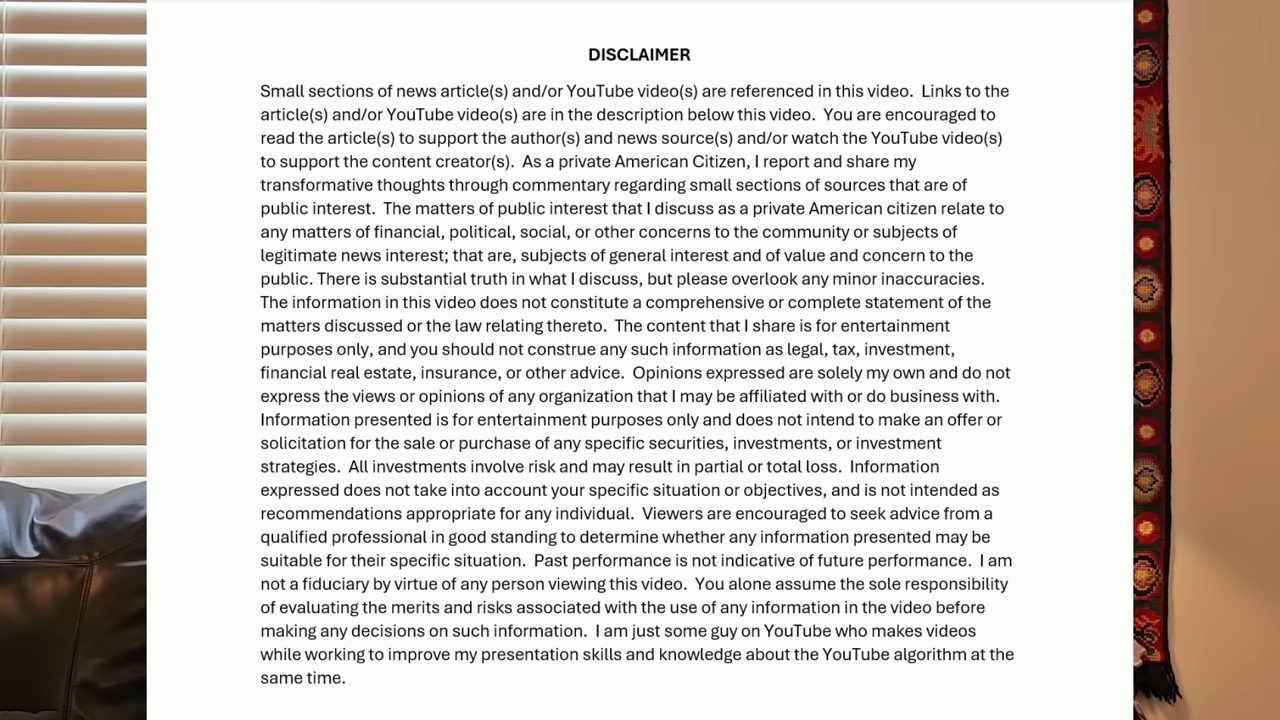 DISCLAIMER
Small sections of news article(s) and/or YouTube video(s) are referenced in this video.  Links to the
article(s) and/or YouTube video(s) are in the description below this video.  You are encouraged to
read the article(s) to support the author(s) and news source(s) and/or watch the YouTube video(s)
to support the content creator(s).  As a private American Citizen, I report and share my
transformative thoughts through commentary regarding small sections of sources that are of
public interest.  The matters of public interest that I discuss as a private American citizen relate to
any matters of financial, political, social, or other concerns to the community or subjects of
legitimate news interest; that are, subjects of general interest and of value and concern to the
public. There is substantial truth in what I discuss, but please overlook any minor inaccuracies.
The information in this video does not constitute a comprehensive or complete statement of the
matters discussed or the law relating thereto.  The content that I share is for entertainment
purposes only, and you should not construe any such information as legal, tax, investment,
financial real estate, insurance, or other advice.  Opinions expressed are solely my own and do not
express the views or opinions of any organization that I may be affiliated with or do business with.
Information presented is for entertainment purposes only and does not intend to make an offer or
solicitation for the sale or purchase of any specific securities, investments, or investment
strategies.  All investments involve risk and may result in partial or total loss.  Information
expressed does not take into account your specific situation or objectives, and is not intended as
recommendations appropriate for any individual.  Viewers are encouraged to seek advice from a
qualified professional in good standing to determine whether any information presented may be
suitable for their specific situation.  Past performance is not indicative of future performance.  I am
not a fiduciary by virtue of any person viewing this video.  You alone assume the sole responsibility
of evaluating the merits and risks associated with the use of any information in the video before
making any decisions on such information.  I am just some guy on YouTube who makes videos
while working to improve my presentation skills and knowledge about the YouTube algorithm at the
same time.